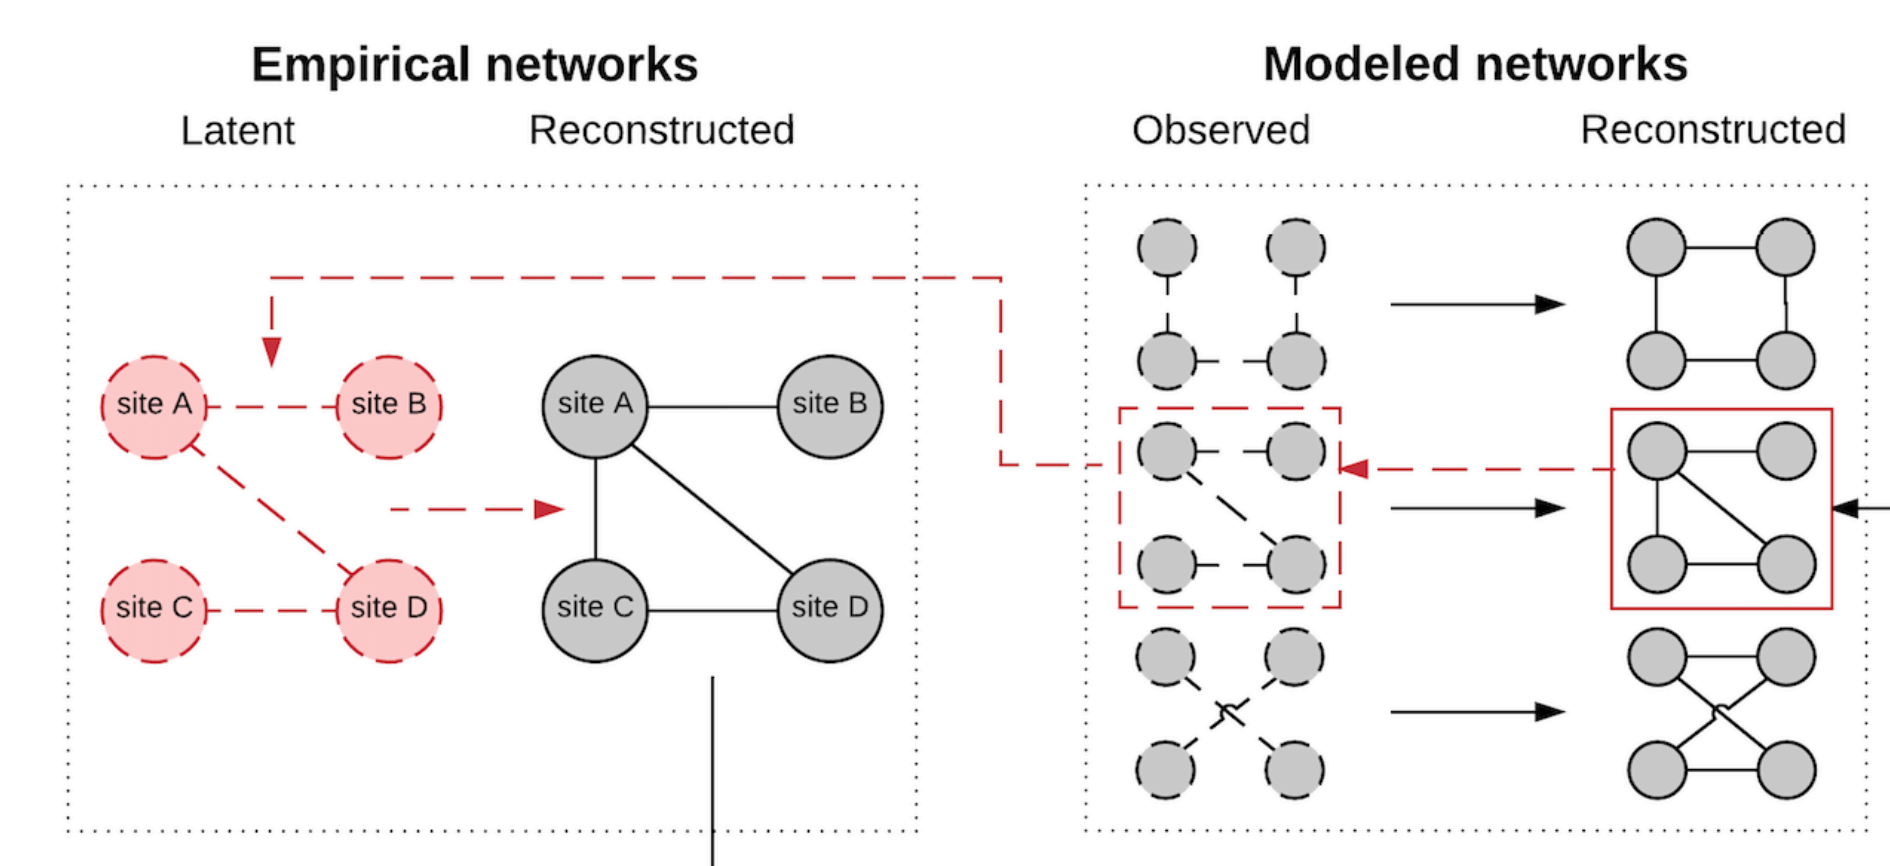 Empirical networks
Modeled networks
Latent
Reconstructed
Observed
Reconstructed
site A
site B
site A
site B
site C
site D
site C
site D